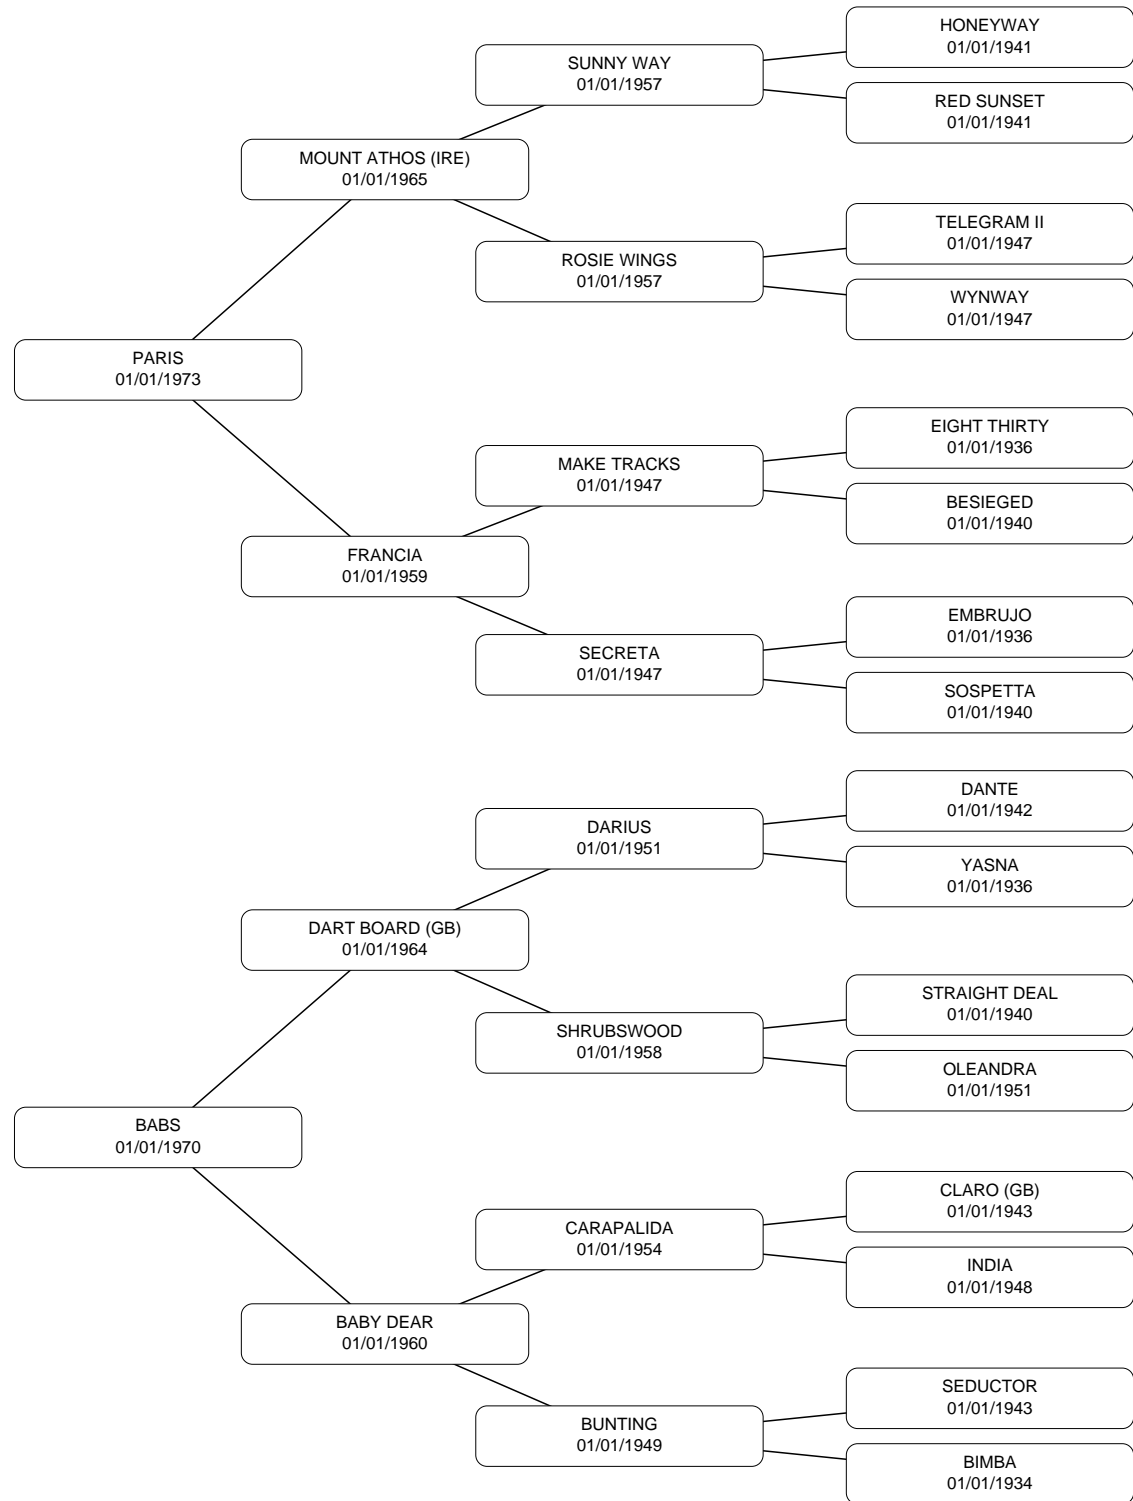 HONEYWAY
01/01/1941
SUNNY WAY
01/01/1957
RED SUNSET
01/01/1941
MOUNT ATHOS (IRE)
01/01/1965
TELEGRAM II
01/01/1947
ROSIE WINGS
01/01/1957
WYNWAY
01/01/1947
PARIS
01/01/1973
EIGHT THIRTY
01/01/1936
MAKE TRACKS
01/01/1947
BESIEGED
01/01/1940
FRANCIA
01/01/1959
EMBRUJO
01/01/1936
SECRETA
01/01/1947
SOSPETTA
01/01/1940
DANTE
01/01/1942
DARIUS
01/01/1951
YASNA
01/01/1936
DART BOARD (GB)
01/01/1964
STRAIGHT DEAL
01/01/1940
SHRUBSWOOD
01/01/1958
OLEANDRA
01/01/1951
BABS
01/01/1970
CLARO (GB)
01/01/1943
CARAPALIDA
01/01/1954
INDIA
01/01/1948
BABY DEAR
01/01/1960
SEDUCTOR
01/01/1943
BUNTING
01/01/1949
BIMBA
01/01/1934